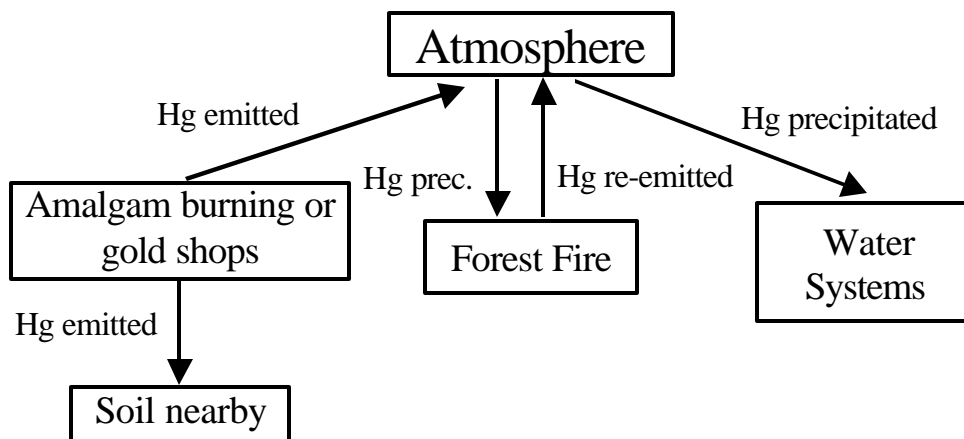 Atmosphere
Hg emitted
Hg precipitated
Hg prec.
Hg re-emitted
Amalgam burning or
gold shops
Forest Fire
Water
Systems
Hg emitted
Soil nearby